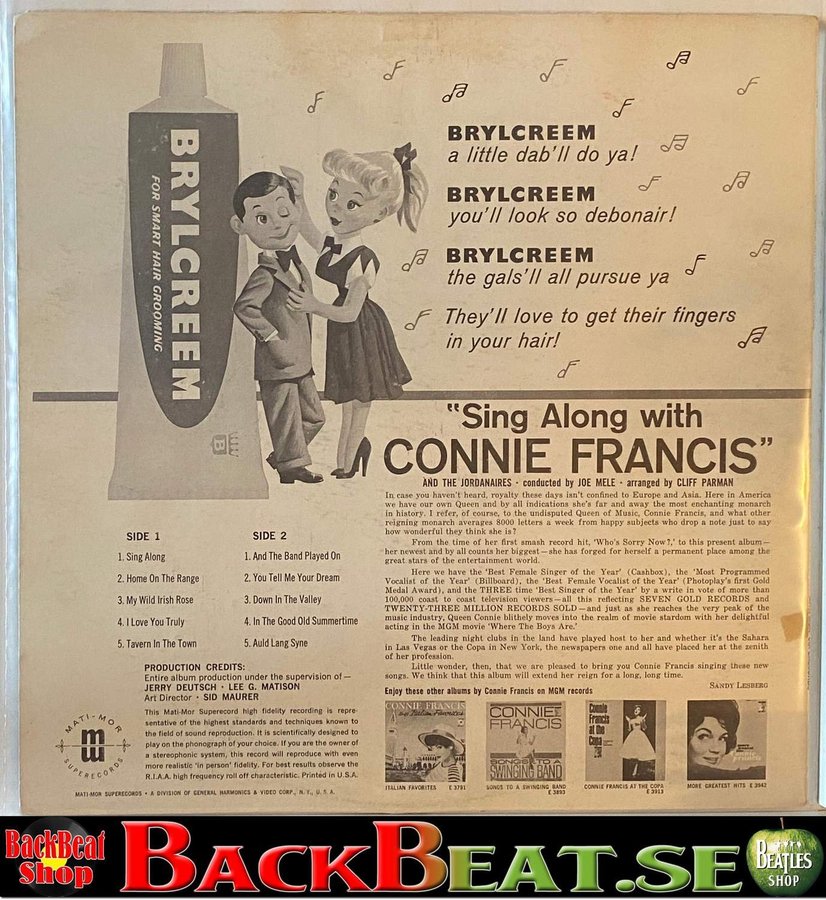 BRYLCREEM
FOR SMART HAIR GROOMING
BRYLCREEM
a little dab'll do ya!
BRYLCREEM
you'll look so debonair!
BRYLCREEM
the gals'll all pursue ya
They'll love to get their fingers
in your hair!
"Sing Along with
CONNIE FRANCIS"
AND THE JORDANAIRES · conducted by JOE MELE · arranged by CLIFF PARMAN
In case you haven't heard, royalty these days isn't confined to Europe and Asia. Here in America
we have our own Queen and by all indications she's far and away the most enchanting monarch
in history. I refer, of course, to the undisputed Queen of Music, Connie Francis, and what other
reigning monarch averages 8000 letters a week from happy subjects who drop a note just to say
how wonderful they think she is?
From the time of her first smash record hit, 'Who's Sorry Now?,' to this present album—
her newest and by all counts her biggest—she has forged for herself a permanent place among the
great stars of the entertainment world.
Here we have the 'Best Female Singer of the Year' (Cashbox), the 'Most Programmed
Vocalist of the Year' (Billboard), the 'Best Female Vocalist of the Year' (Photoplay's first Gold
Medal Award), and the THREE time 'Best Singer of the Year' by a write in vote of more than
100,000 coast to coast television viewers—all this reflecting SEVEN GOLD RECORDS and
TWENTY-THREE MILLION RECORDS SOLD—and just as she reaches the very peak of the
music industry, Queen Connie blithely moves into the realm of movie stardom with her delightful
acting in the MGM movie 'Where The Boys Are.'
The leading night clubs in the land have played host to her and whether it's the Sahara
in Las Vegas or the Copa in New York, the newspapers one and all have placed her at the zenith
of her profession.
Little wonder, then, that we are pleased to bring you Connie Francis singing these new
songs. We think that this album will extend her reign for a long, long time.
SANDY LESBERG
SIDE 1
1. Sing Along
2. Home On The Range
3. My Wild Irish Rose
4. I Love You Truly
5. Tavern In The Town
SIDE 2
1. And The Band Played On
2. You Tell Me Your Dream
3. Down In The Valley
4. In The Good Old Summertime
5. Auld Lang Syne
PRODUCTION CREDITS:
Entire album production under the supervision of—
JERRY DEUTSCH · LEE G. MATISON
Art Director · SID MAURER
This Mati-Mor Superecord high fidelity recording is repre-
sentative of the highest standards and techniques known to
the field of sound reproduction. It is scientifically designed to
play on the phonograph of your choice. If you are the owner of
a stereophonic system, this record will reproduce with even
more realistic 'in person' fidelity. For best results observe the
R.I.A.A. high frequency roll off characteristic. Printed in U.S.A.
MATI-MOR
SUPERECORDS
MATI-MOR SUPERECORDS · A DIVISION OF GENERAL HARMONICS & VIDEO CORP., N. Y., U. S. A.
Enjoy these other albums by Connie Francis on MGM records
CONNIE FRANCIS
CONNIE
FRANCIS
SONGS TO A
SWINGING BAND
Connie
Francis
at the
Copa
ITALIAN FAVORITES E 3791
SONGS TO A SWINGING BAND
E 3893
CONNIE FRANCIS AT THE COPA
E 3913
MORE GREATEST HITS E 3942
BackBeat
Shop
BACKBEAT.SE
BEATLES
SHOP